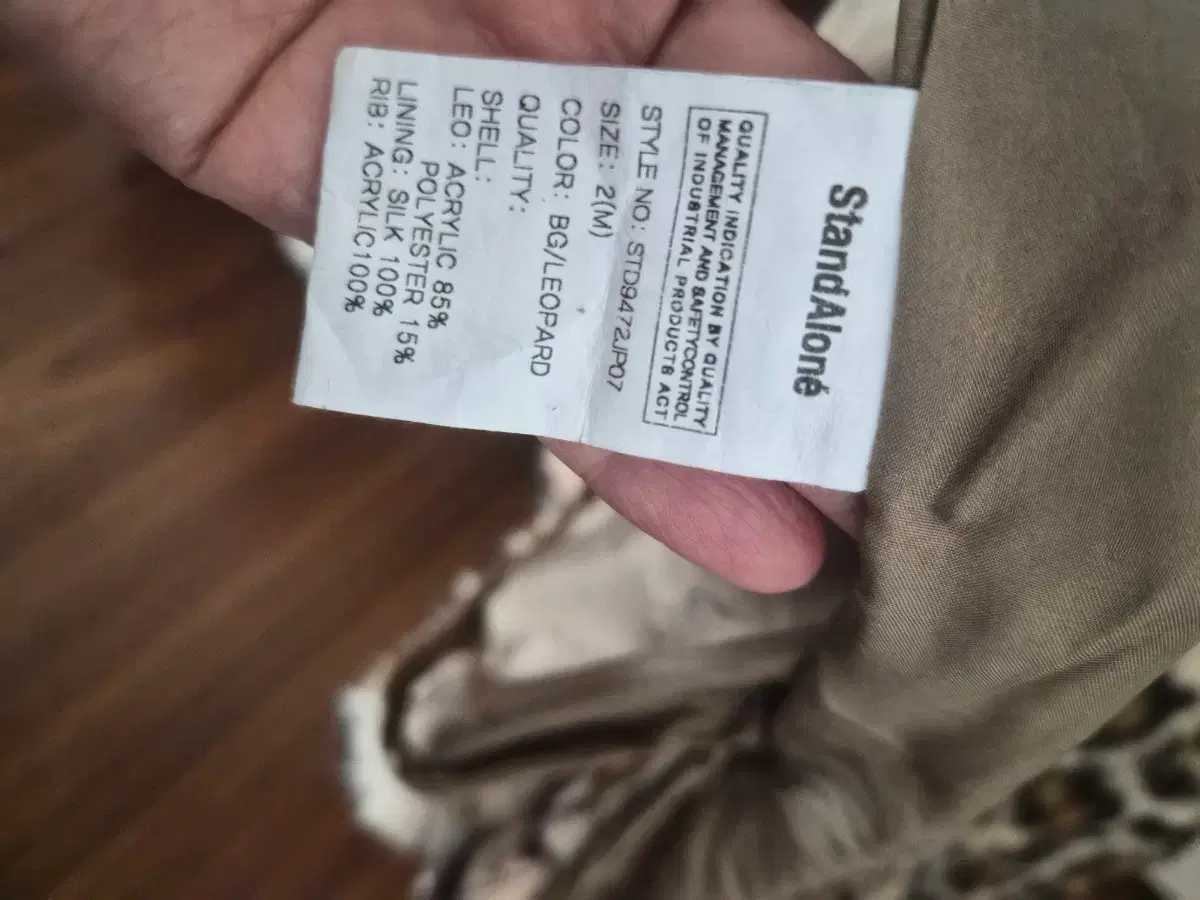 StandAloné
QUALITY INDICATION BY QUALITY
MANAGEMENT AND SAFETYCONTROL
OF INDUSTRIAL PRODUCTS ACT
STYLE NO: STD9472JP07
SIZE: 2(M)
COLOR: BG/LEOPARD
QUALITY:
SHELL:
LEO: ACRYLIC 85%
POLYESTER 15%
LINING: SILK 100%
RIB: ACRYLIC100%